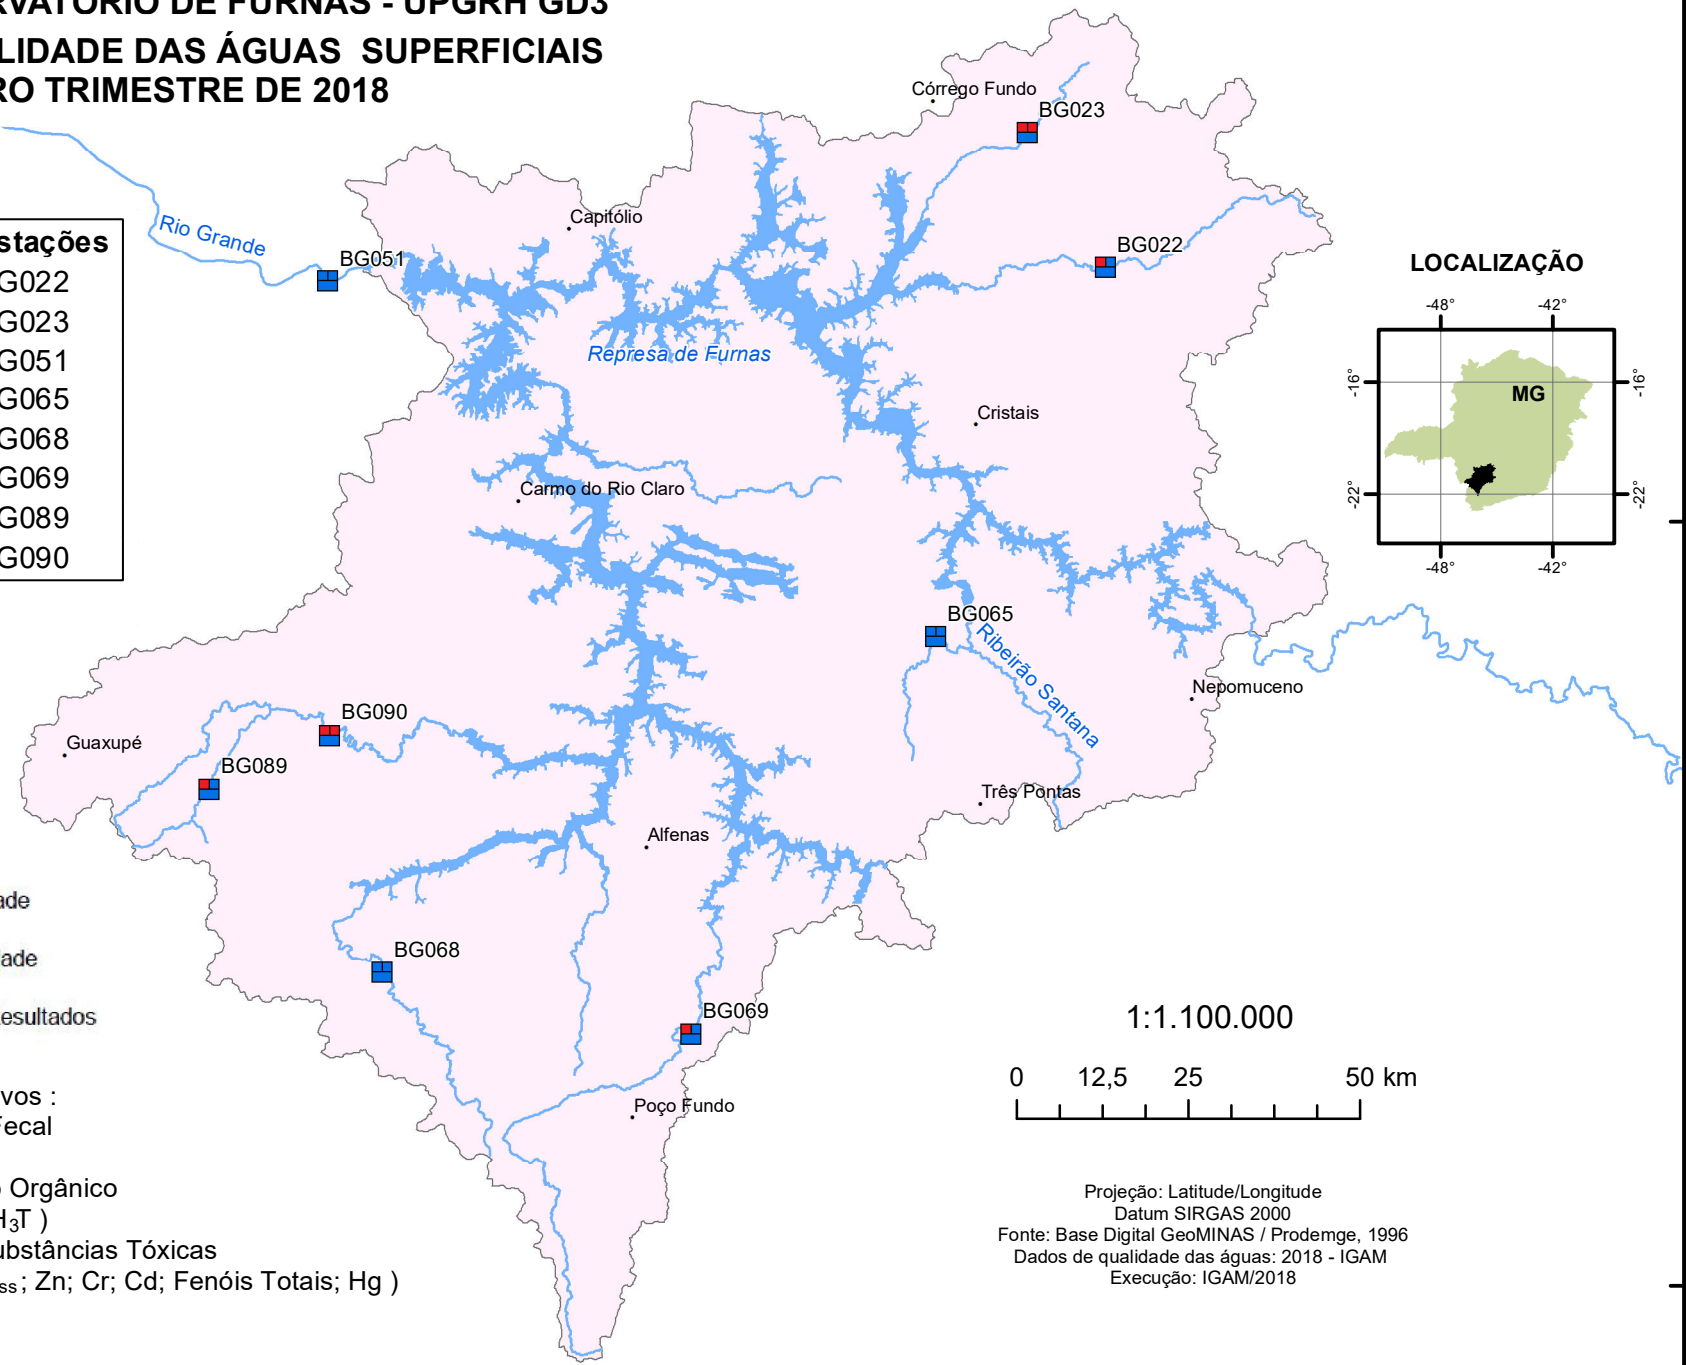 RVATÓRIO DE FURNAS - UPGRH GD3
LIDADE DAS ÁGUAS SUPERFICIAIS
RO TRIMESTRE DE 2018
stações
G022
G023
G051
G065
G068
G069
G089
G090
Córrego Fundo
BG023
Capitólio
Rio Grande
BG051
BG022
Represa de Furnas
Cristais
Carmo do Rio Claro
BG065
Ribeirão Santana
Nepomuceno
BG090
Guaxupé
BG089
Três Pontas
Alfenas
BG068
BG069
Poço Fundo
LOCALIZAÇÃO
-48° -42°
-16° -16°
MG
-22° -22°
-48° -42°
ade
ade
esultados
vos :
Fecal
o Orgânico
H₃T )
ubstâncias Tóxicas
ss ; Zn; Cr; Cd; Fenóis Totais; Hg )
1:1.100.000
0 12,5 25 50 km
Projeção: Latitude/Longitude
Datum SIRGAS 2000
Fonte: Base Digital GeoMINAS / Prodemge, 1996
Dados de qualidade das águas: 2018 - IGAM
Execução: IGAM/2018